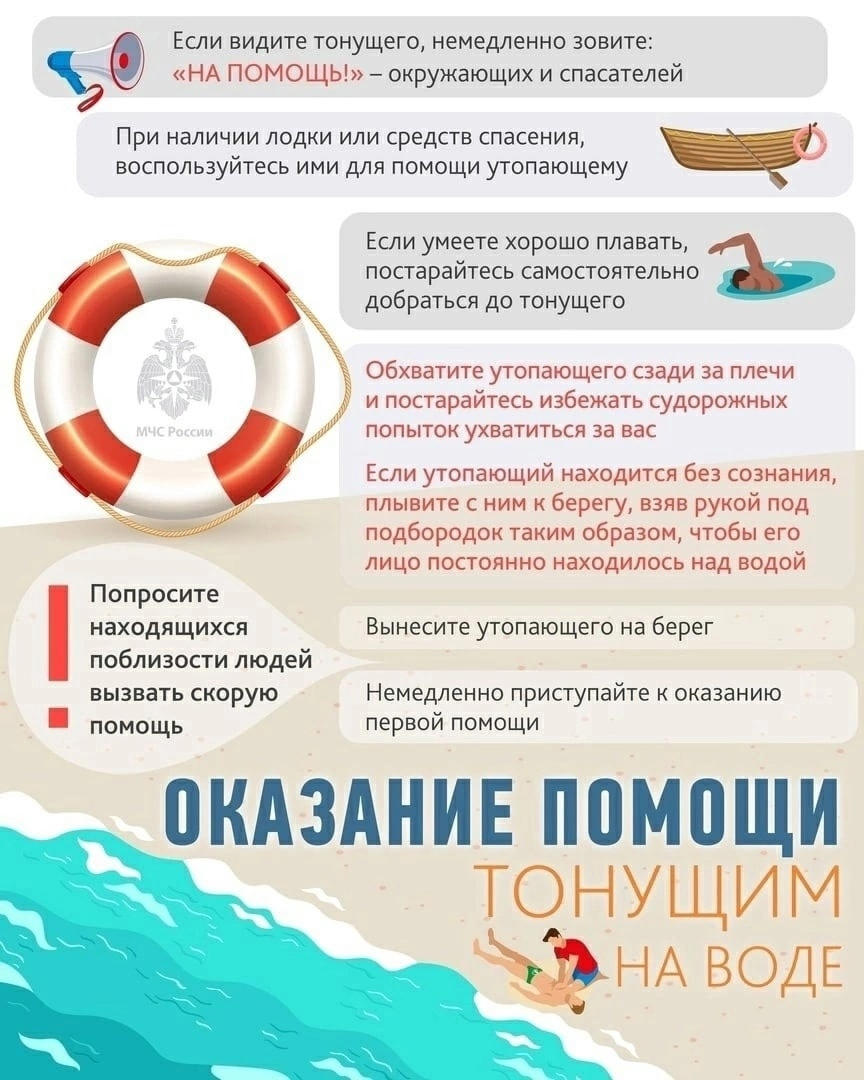 Если видите тонущего, немедленно зовите:
«НА ПОМОЩЬ!» – окружающих и спасателей
При наличии лодки или средств спасения,
воспользуйтесь ими для помощи утопающему
Если умеете хорошо плавать,
постарайтесь самостоятельно
добраться до тонущего
МЧС России
Обхватите утопающего сзади за плечи
и постарайтесь избежать судорожных
попыток ухватиться за вас
Если утопающий находится без сознания,
плывите с ним к берегу, взяв рукой под
подбородок таким образом, чтобы его
лицо постоянно находилось над водой
!
Попросите
находящихся
поблизости людей
вызвать скорую
помощь
Вынесите утопающего на берег
Немедленно приступайте к оказанию
первой помощи
ОКАЗАНИЕ ПОМОЩИ
ТОНУЩИМ
НА ВОДЕ